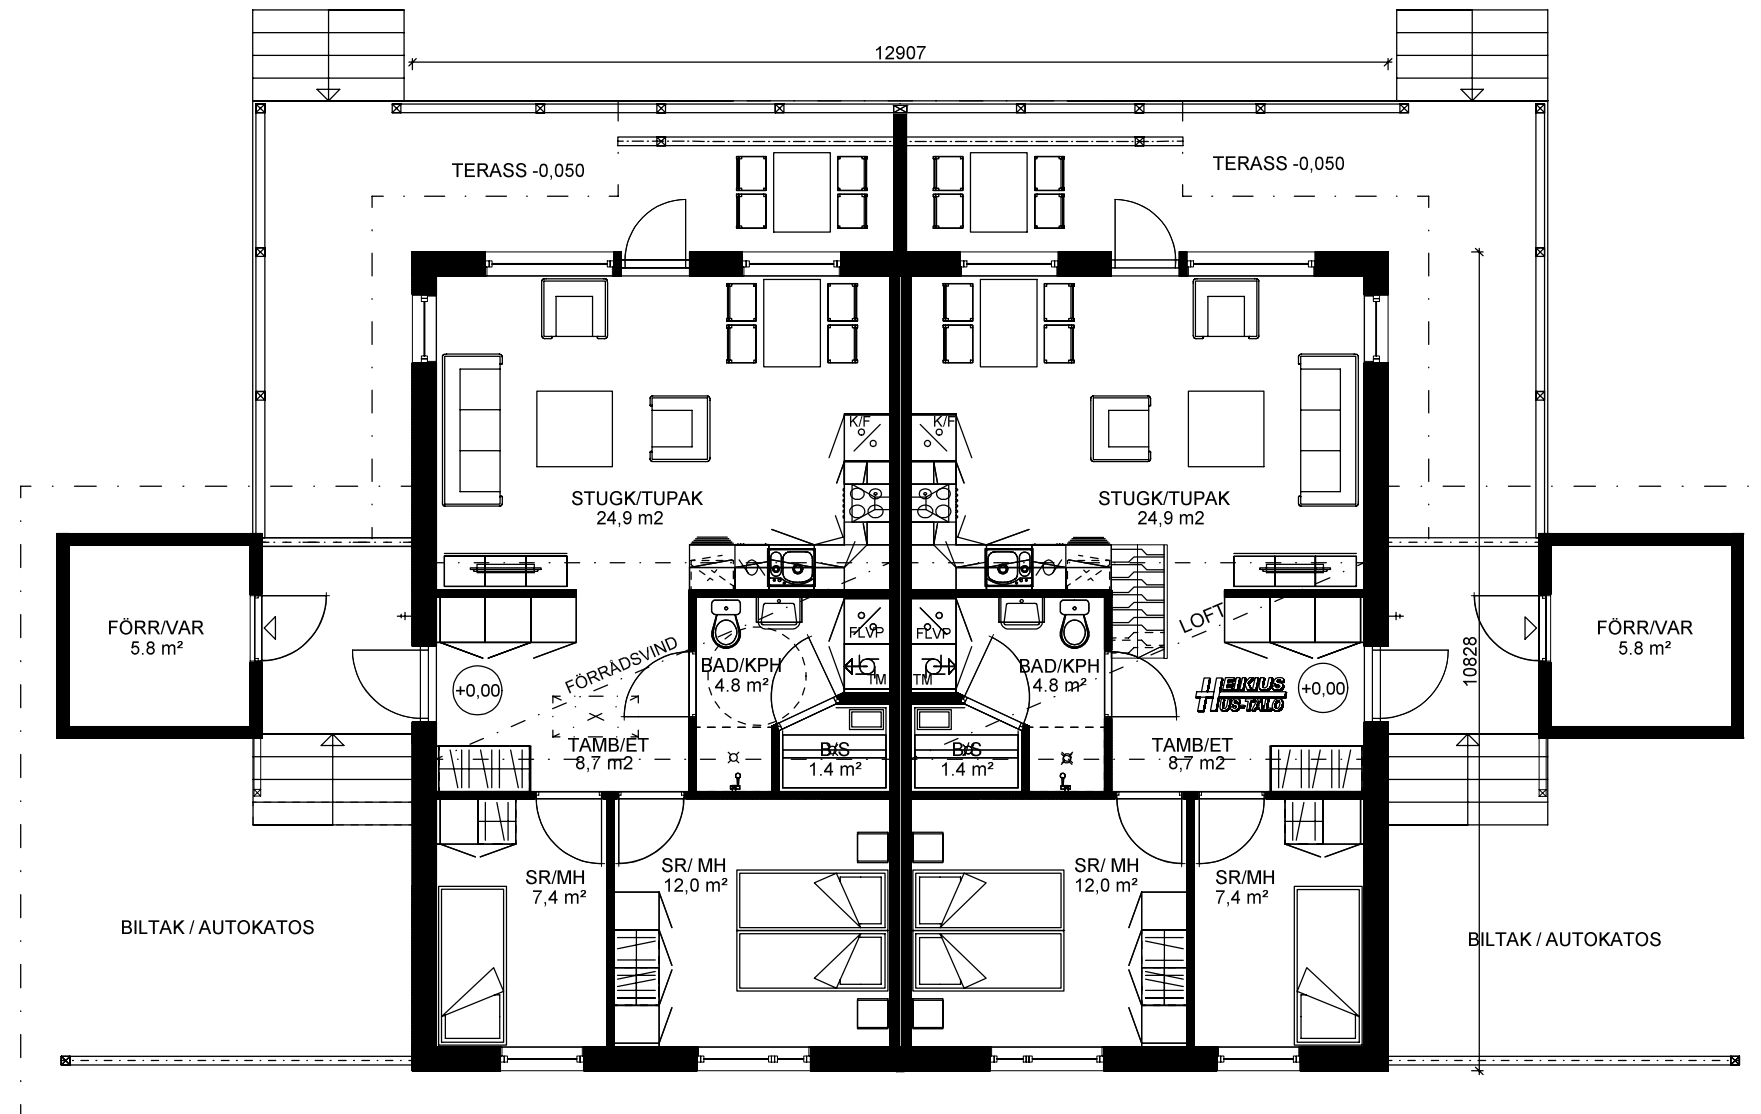 12907
TERASS -0,050
TERASS -0,050
K/F
K/F
STUGK/TUPAK
24,9 m2
STUGK/TUPAK
24,9 m2
FÖRR/VAR
5.8 m²
FÖRR/VAR
5.8 m²
FLVP
FLVP
LOFT
FÖRRÅDSVIND
BAD/KPH
4.8 m²
BAD/KPH
4.8 m²
TM
TM
+0,00
+0,00
HEIKIUS
HUS-TALO
10828
TAMB/ET
8,7 m2
B/S
1.4 m²
B/S
1.4 m²
TAMB/ET
8,7 m2
SR/MH
7,4 m²
SR/ MH
12,0 m²
SR/ MH
12,0 m²
SR/MH
7,4 m²
BILTAK / AUTOKATOS
BILTAK / AUTOKATOS